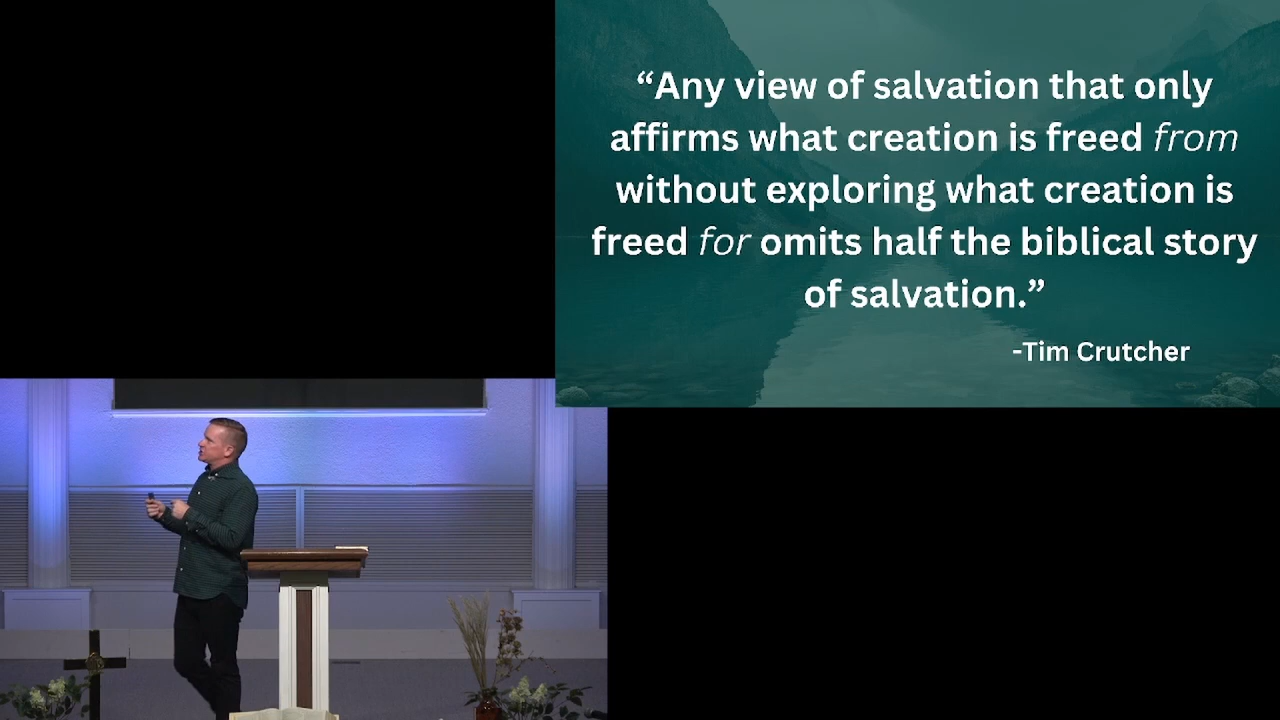 “Any view of salvation that only
affirms what creation is freed from
without exploring what creation is
freed for omits half the biblical story
of salvation.”
-Tim Crutcher